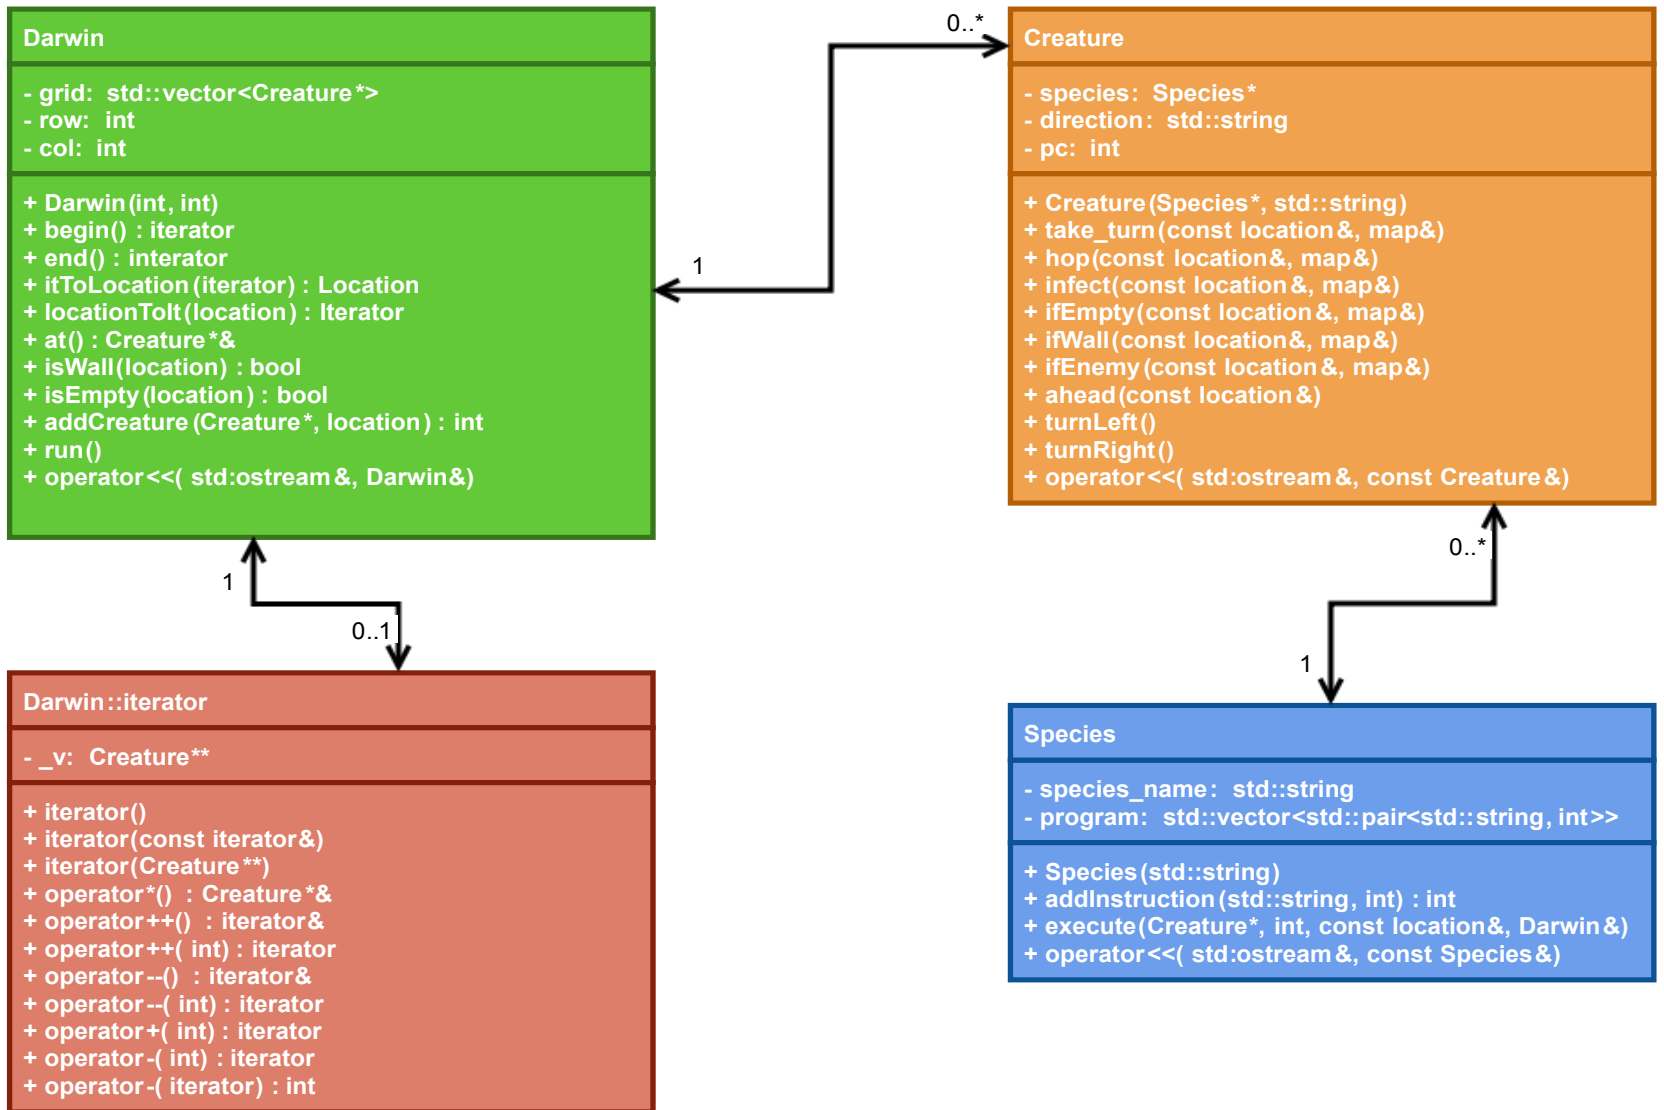 Darwin
- grid: std::vector<Creature*>
- row: int
- col: int
+ Darwin(int, int)
+ begin() : iterator
+ end() : interator
+ itToLocation(iterator) : Location
+ locationToIt(location) : Iterator
+ at() : Creature*&
+ isWall(location) : bool
+ isEmpty(location) : bool
+ addCreature(Creature*, location) : int
+ run()
+ operator<<( std:ostream&, Darwin&)
0..*
1
Creature
- species: Species*
- direction: std::string
- pc: int
+ Creature(Species*, std::string)
+ take_turn(const location&, map&)
+ hop(const location&, map&)
+ infect(const location&, map&)
+ ifEmpty(const location&, map&)
+ ifWall(const location&, map&)
+ ifEnemy(const location&, map&)
+ ahead(const location&)
+ turnLeft()
+ turnRight()
+ operator<<( std:ostream&, const Creature&)
1
0..1
0..*
1
Darwin::iterator
- _v: Creature**
+ iterator()
+ iterator(const iterator&)
+ iterator(Creature**)
+ operator*() : Creature*&
+ operator++() : iterator&
+ operator++( int) : iterator
+ operator--() : iterator&
+ operator--( int) : iterator
+ operator+( int) : iterator
+ operator-( int) : iterator
+ operator-( iterator) : int
Species
- species_name: std::string
- program: std::vector<std::pair<std::string, int>>
+ Species(std::string)
+ addInstruction(std::string, int) : int
+ execute(Creature*, int, const location&, Darwin&)
+ operator<<( std:ostream&, const Species&)